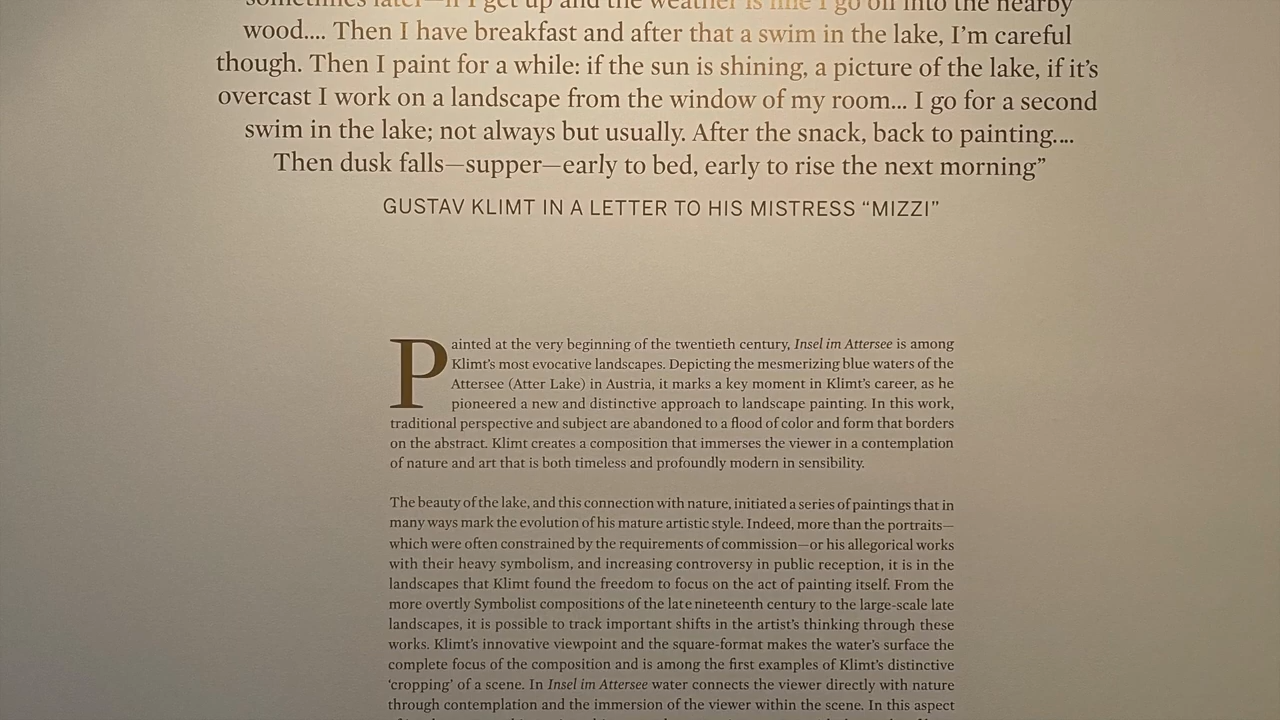 sometimes later—if I get up and the weather is fine I go off into the nearby
wood.... Then I have breakfast and after that a swim in the lake, I'm careful
though. Then I paint for a while: if the sun is shining, a picture of the lake, if it's
overcast I work on a landscape from the window of my room... I go for a second
swim in the lake; not always but usually. After the snack, back to painting....
Then dusk falls—supper—early to bed, early to rise the next morning”
GUSTAV KLIMT IN A LETTER TO HIS MISTRESS “MIZZI”
Painted at the very beginning of the twentieth century, Insel im Attersee is among
Klimt's most evocative landscapes. Depicting the mesmerizing blue waters of the
Attersee (Atter Lake) in Austria, it marks a key moment in Klimt's career, as he
pioneered a new and distinctive approach to landscape painting. In this work,
traditional perspective and subject are abandoned to a flood of color and form that borders
on the abstract. Klimt creates a composition that immerses the viewer in a contemplation
of nature and art that is both timeless and profoundly modern in sensibility.
The beauty of the lake, and this connection with nature, initiated a series of paintings that in
many ways mark the evolution of his mature artistic style. Indeed, more than the portraits—
which were often constrained by the requirements of commission—or his allegorical works
with their heavy symbolism, and increasing controversy in public reception, it is in the
landscapes that Klimt found the freedom to focus on the act of painting itself. From the
more overtly Symbolist compositions of the late nineteenth century to the large-scale late
landscapes, it is possible to track important shifts in the artist's thinking through these
works. Klimt's innovative viewpoint and the square-format makes the water's surface the
complete focus of the composition and is among the first examples of Klimt's distinctive
‘cropping’ of a scene. In Insel im Attersee water connects the viewer directly with nature
through contemplation and the immersion of the viewer within the scene. In this aspect